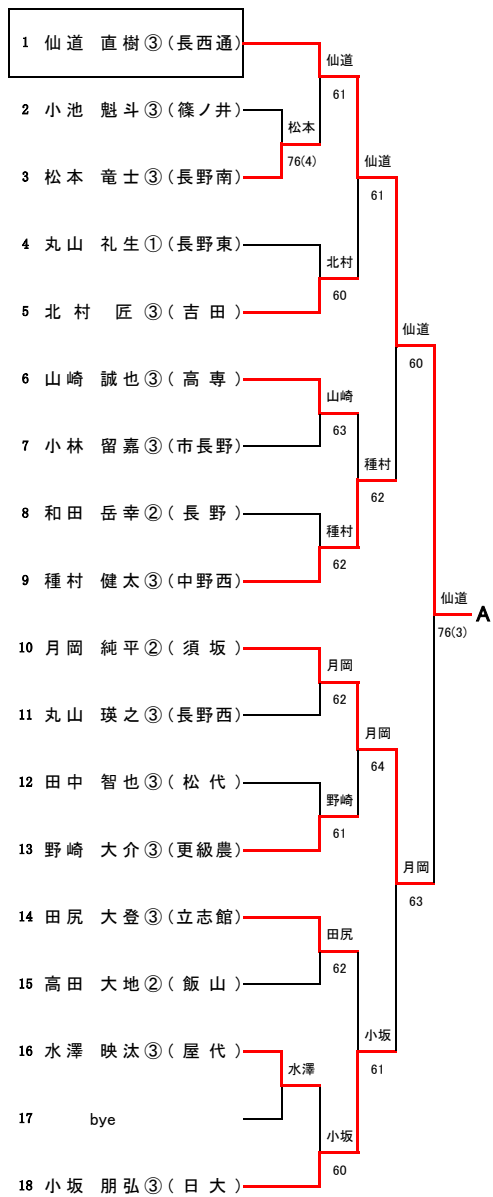 1 仙道 直樹③(長西通)
2 小池 魁斗③(篠ノ井)
3 松本 竜士③(長野南)
4 丸山 礼生①(長野東)
5 北村 匠③(吉田)
6 山崎 誠也③(高専)
7 小林 留嘉③(市長野)
8 和田 岳幸②(長野)
9 種村 健太③(中野西)
10 月岡 純平②(須坂)
11 丸山 瑛之③(長野西)
12 田中 智也③(松代)
13 野崎 大介③(更級農)
14 田尻 大登③(立志館)
15 高田 大地②(飯山)
16 水澤 映汰③(屋代)
17 bye
18 小坂 朋弘③(日大)
松本
76(4)
水澤
仙道
61
北村
60
山崎
63
種村
62
月岡
62
野崎
61
田尻
62
小坂
60
仙道
61
種村
62
月岡
64
小坂
61
仙道
60
月岡
63
仙道
76(3)
A